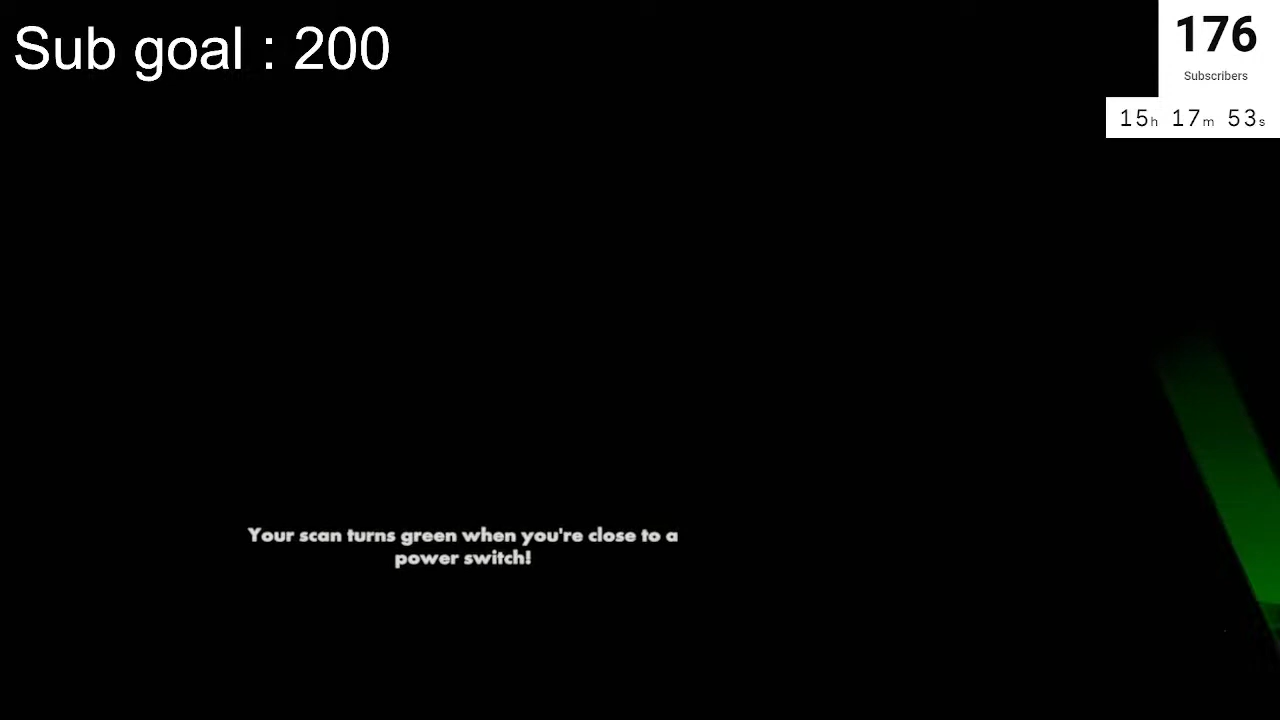 Sub goal : 200
176
Subscribers
15h 17m 53s
Your scan turns green when you're close to a
power switch!